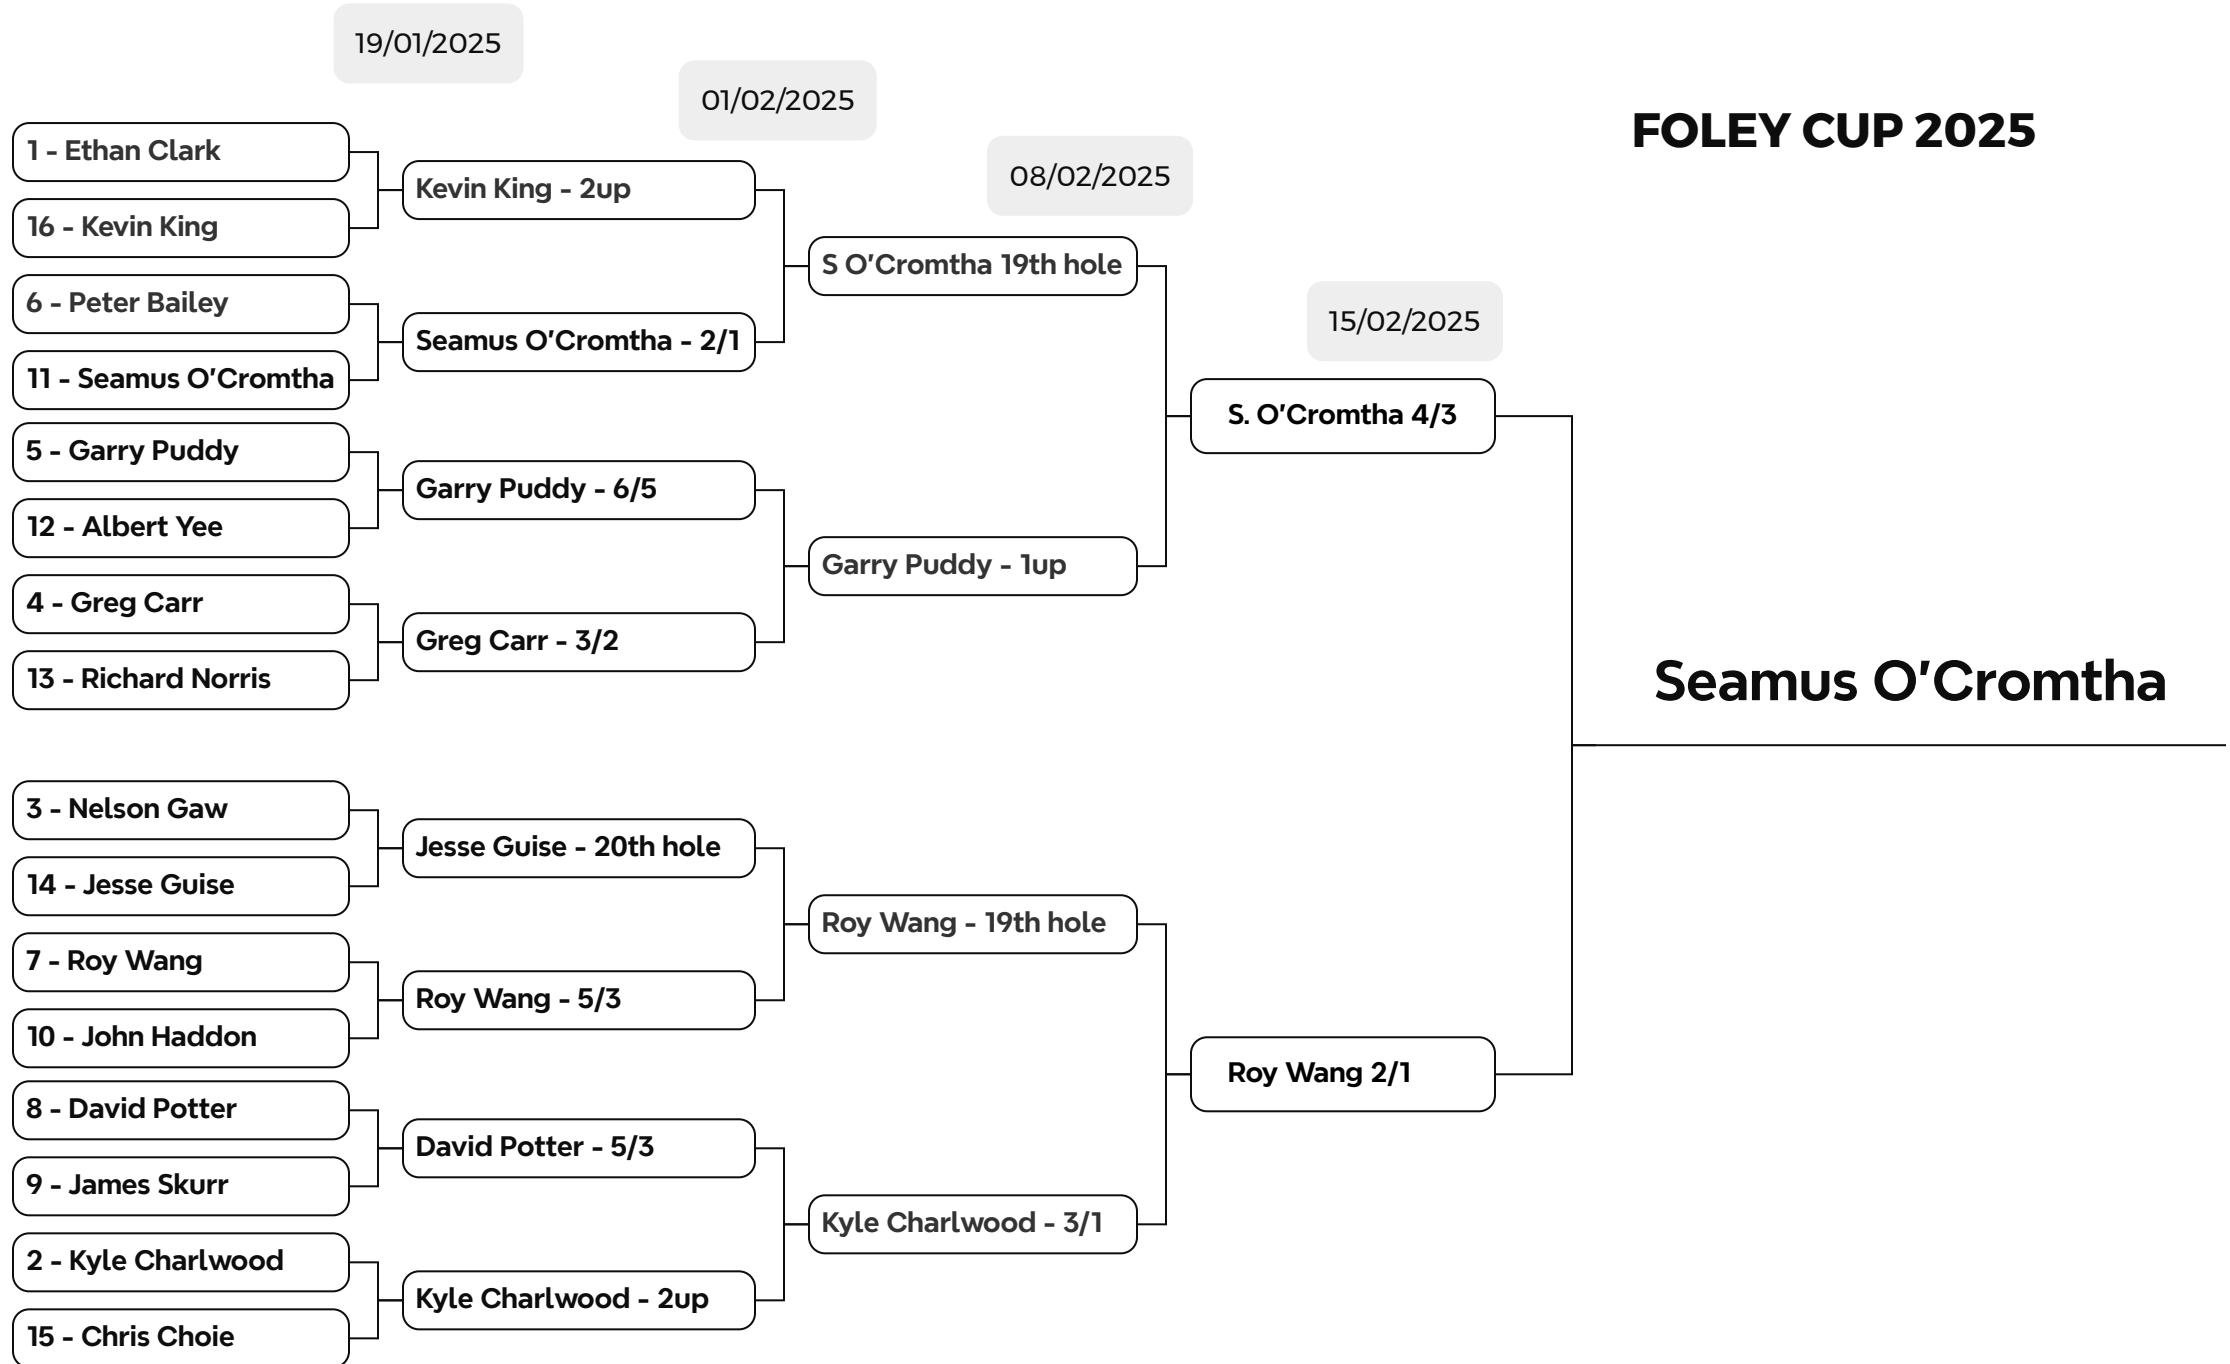 19/01/2025
01/02/2025
08/02/2025
15/02/2025
FOLEY CUP 2025
1 - Ethan Clark
16 - Kevin King
6 - Peter Bailey
11 - Seamus O'Cromtha
5 - Garry Puddy
12 - Albert Yee
4 - Greg Carr
13 - Richard Norris
3 - Nelson Gaw
14 - Jesse Guise
7 - Roy Wang
10 - John Haddon
8 - David Potter
9 - James Skurr
2 - Kyle Charlwood
15 - Chris Choie
Kevin King - 2up
Seamus O'Cromtha - 2/1
Garry Puddy - 6/5
Greg Carr - 3/2
Jesse Guise - 20th hole
Roy Wang - 5/3
David Potter - 5/3
Kyle Charlwood - 2up
S O'Cromtha 19th hole
Garry Puddy - 1up
Roy Wang - 19th hole
Kyle Charlwood - 3/1
S. O'Cromtha 4/3
Roy Wang 2/1
Seamus O'Cromtha